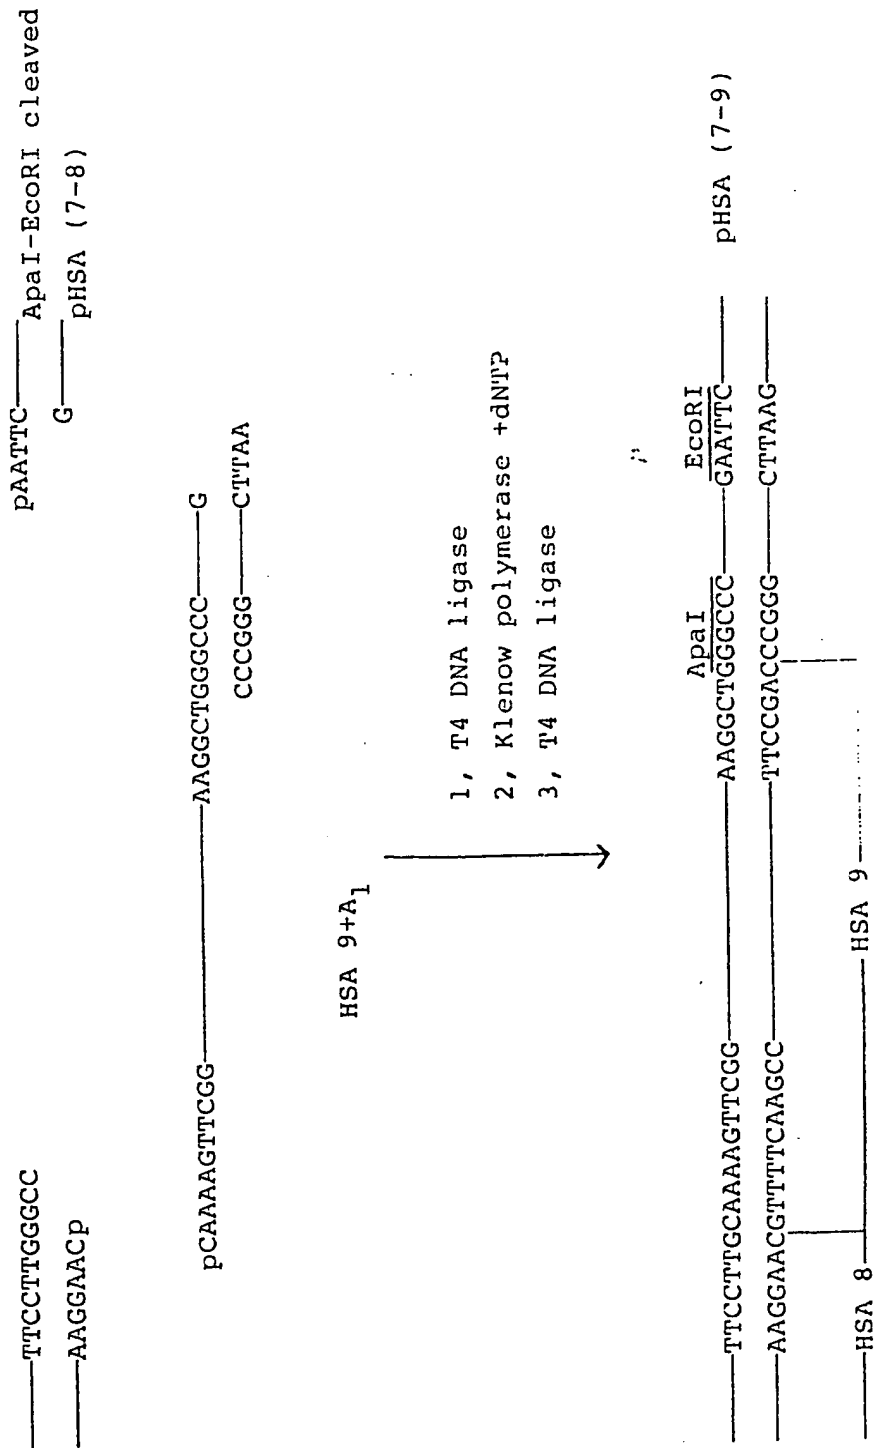 TTCCTTGGGCC pAATTC ApaI-EcoRI cleaved
AAGGAACp G pHSA (7-8)
pCAAAAGTTCGG AAGGCTGGGCCC G
CCCGGG CTTAA
HSA 9+A1
1, T4 DNA ligase
2, Klenow polymerase +dNTP
3, T4 DNA ligase
ApaI EcoRI
TTCCTTGCAAAAGTTCGG AAGGCTGGGCCC GAATTC pHSA (7-9)
AAGGAACGTTTTCAAGCC TTCCGACCCGGG CTTAAG
HSA 8 HSA 9